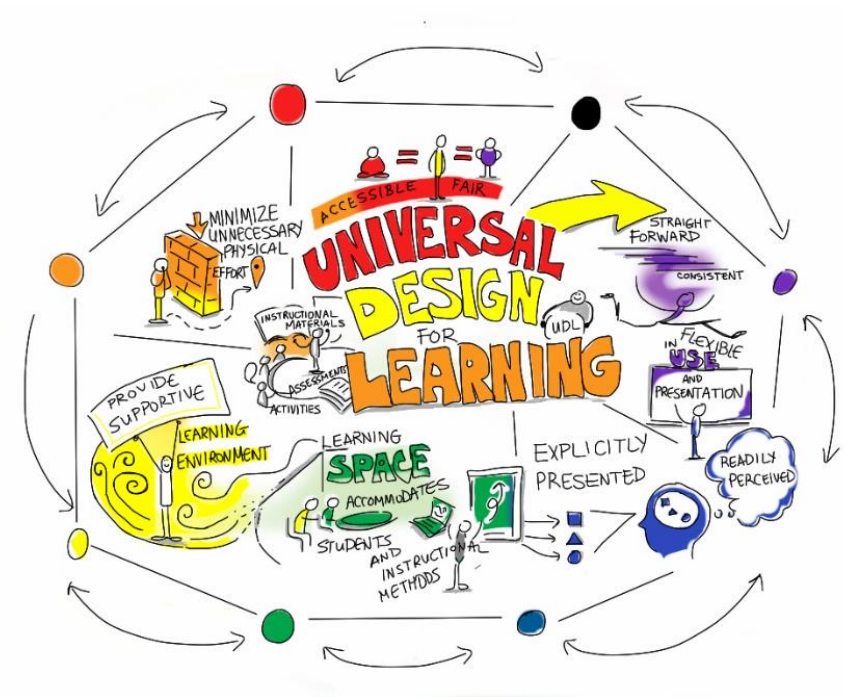 ACCESSIBLE FAIR
UNIVERSAL
DESIGN
FOR
LEARNING
UDL
MINIMIZE
UNNECESSARY
PHYSICAL
EFFORT
STRAIGHT
FORWARD
CONSISTENT
FLEXIBLE
IN USE
AND
PRESENTATION
INSTRUCTIONAL
MATERIALS
ASSESSMENTS
ACTIVITIES
PROVIDE
SUPPORTIVE
LEARNING
ENVIRONMENT
LEARNING
SPACE
ACCOMMODATES
STUDENTS
AND
INSTRUCTIONAL
METHODS
EXPLICITLY
PRESENTED
READILY
PERCEIVED